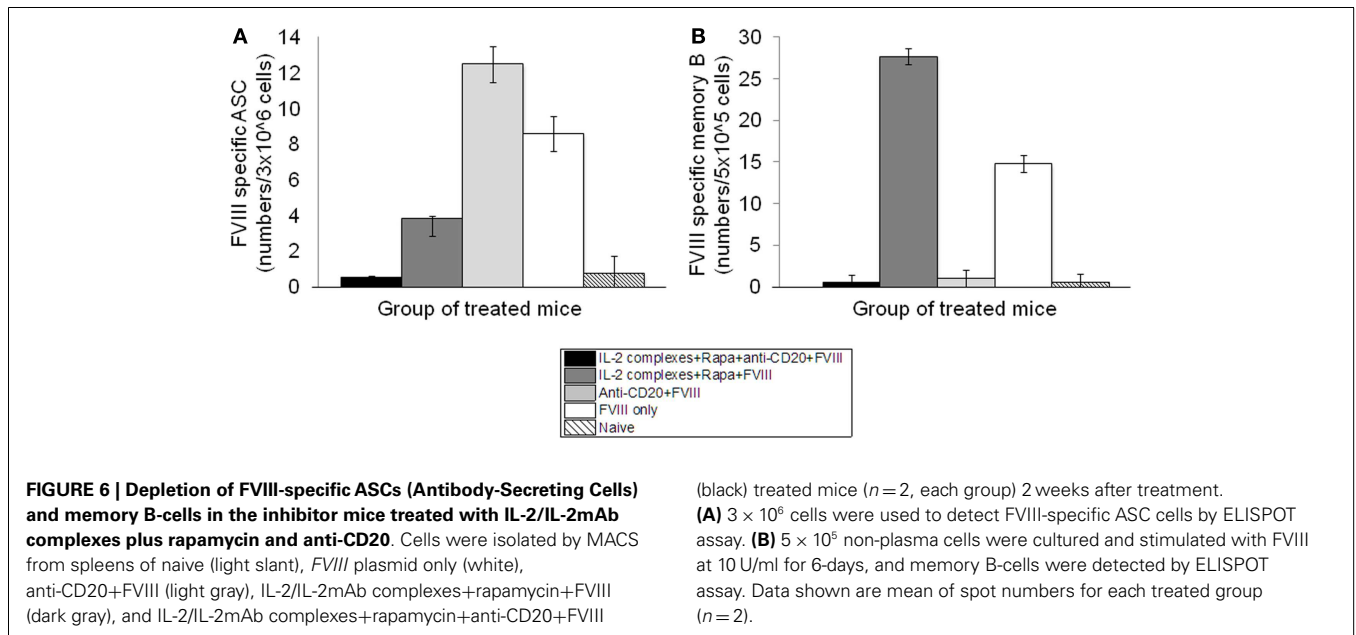 A
FVIII specific ASC
(numbers/3x10^6 cells)
14
12
10
8
6
4
2
0
Group of treated mice
B
FVIII specific memory B
(numbers/5x10^5 cells)
30
25
20
15
10
5
0
Group of treated mice
IL-2 complexes+Rapa+anti-CD20+FVIII
IL-2 complexes+Rapa+FVIII
Anti-CD20+FVIII
FVIII only
Naive
FIGURE 6 | Depletion of FVIII-specific ASCs (Antibody-Secreting Cells)
and memory B-cells in the inhibitor mice treated with IL-2/IL-2mAb
complexes plus rapamycin and anti-CD20. Cells were isolated by MACS
from spleens of naive (light slant), FVIII plasmid only (white),
anti-CD20+FVIII (light gray), IL-2/IL-2mAb complexes+rapamycin+FVIII
(dark gray), and IL-2/IL-2mAb complexes+rapamycin+anti-CD20+FVIII
(black) treated mice (n = 2, each group) 2 weeks after treatment.
(A) 3 × 10⁶ cells were used to detect FVIII-specific ASC cells by ELISPOT
assay. (B) 5 × 10⁵ non-plasma cells were cultured and stimulated with FVIII
at 10 U/ml for 6-days, and memory B-cells were detected by ELISPOT
assay. Data shown are mean of spot numbers for each treated group
(n = 2).